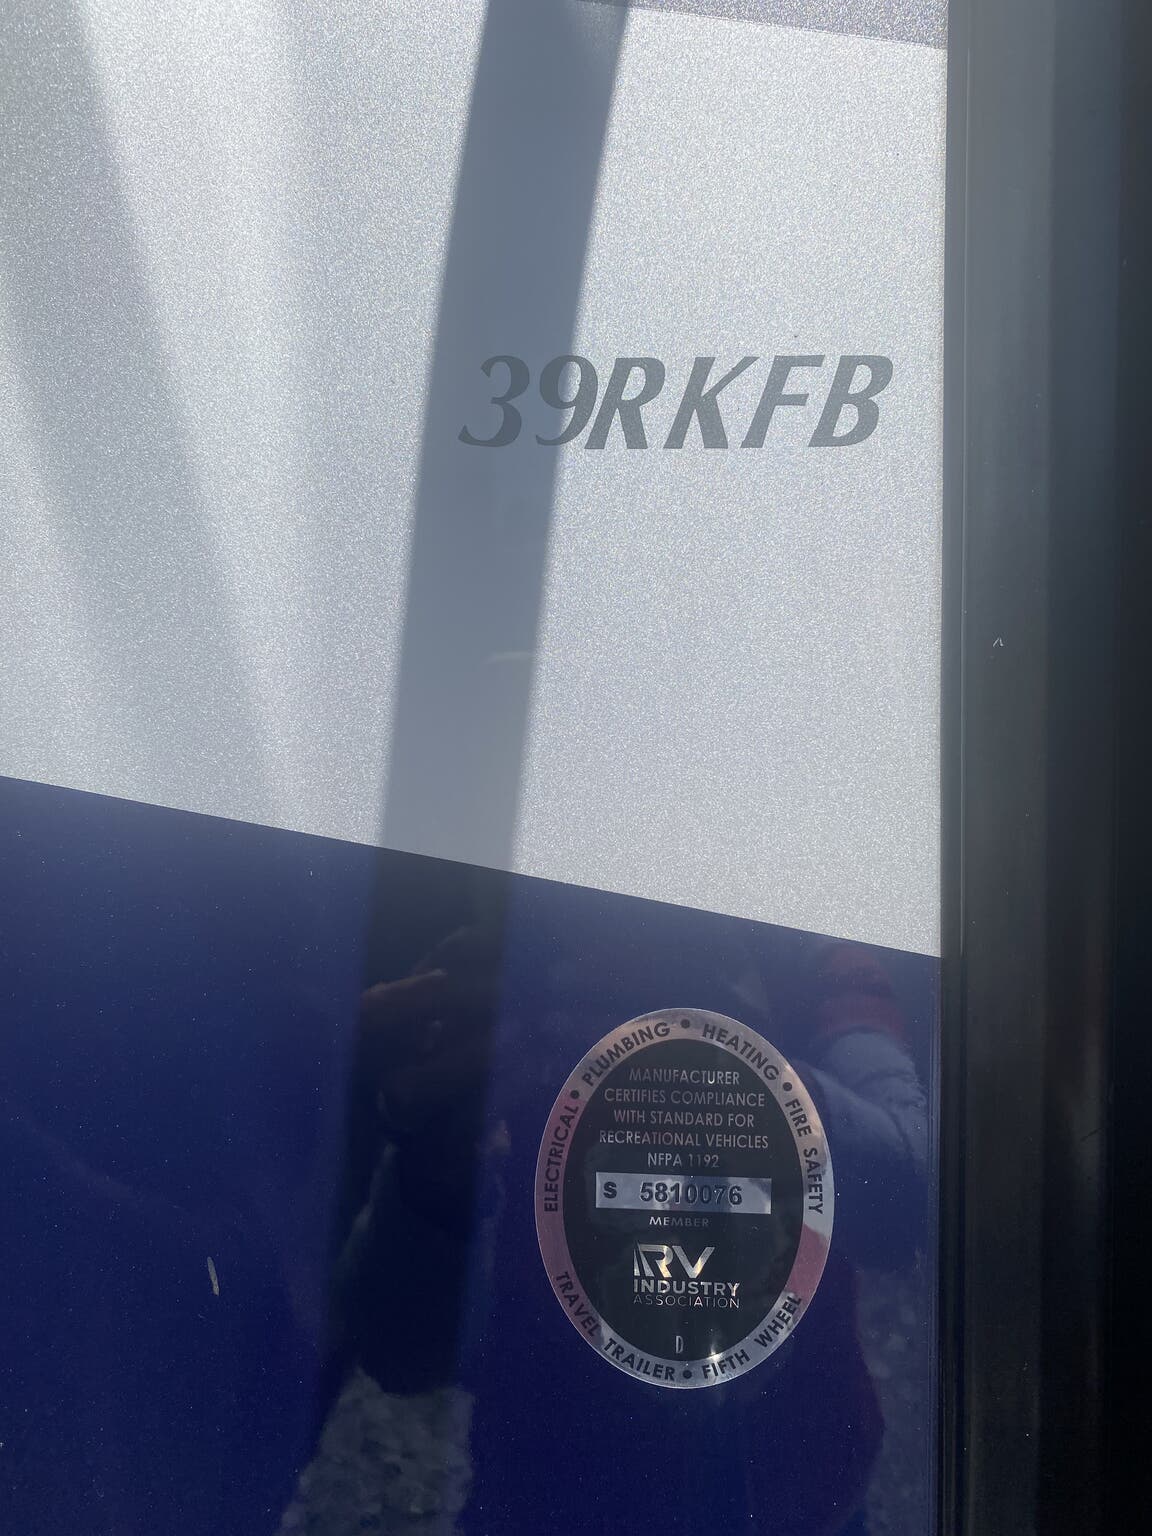 39RKFB
ELECTRICAL • PLUMBING • HEATING • FIRE SAFETY
MANUFACTURER
CERTIFIES COMPLIANCE
WITH STANDARD FOR
RECREATIONAL VEHICLES
NFPA 1192
S 5810076
MEMBER
RV
INDUSTRY
ASSOCIATION
D
TRAVEL TRAILER • FIFTH WHEEL